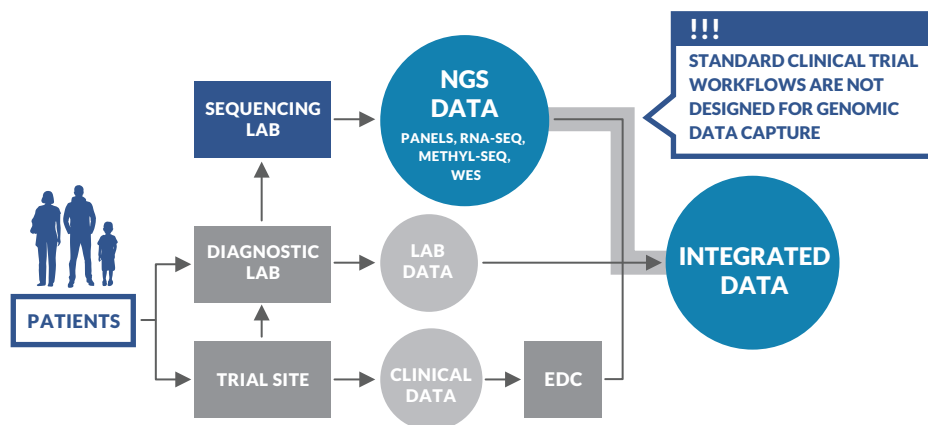 !!!
STANDARD CLINICAL TRIAL
WORKFLOWS ARE NOT
DESIGNED FOR GENOMIC
DATA CAPTURE
NGS
DATA
PANELS, RNA-SEQ,
METHYL-SEQ,
WES
SEQUENCING
LAB
DIAGNOSTIC
LAB
LAB
DATA
INTEGRATED
DATA
PATIENTS
TRIAL SITE
CLINICAL
DATA
EDC